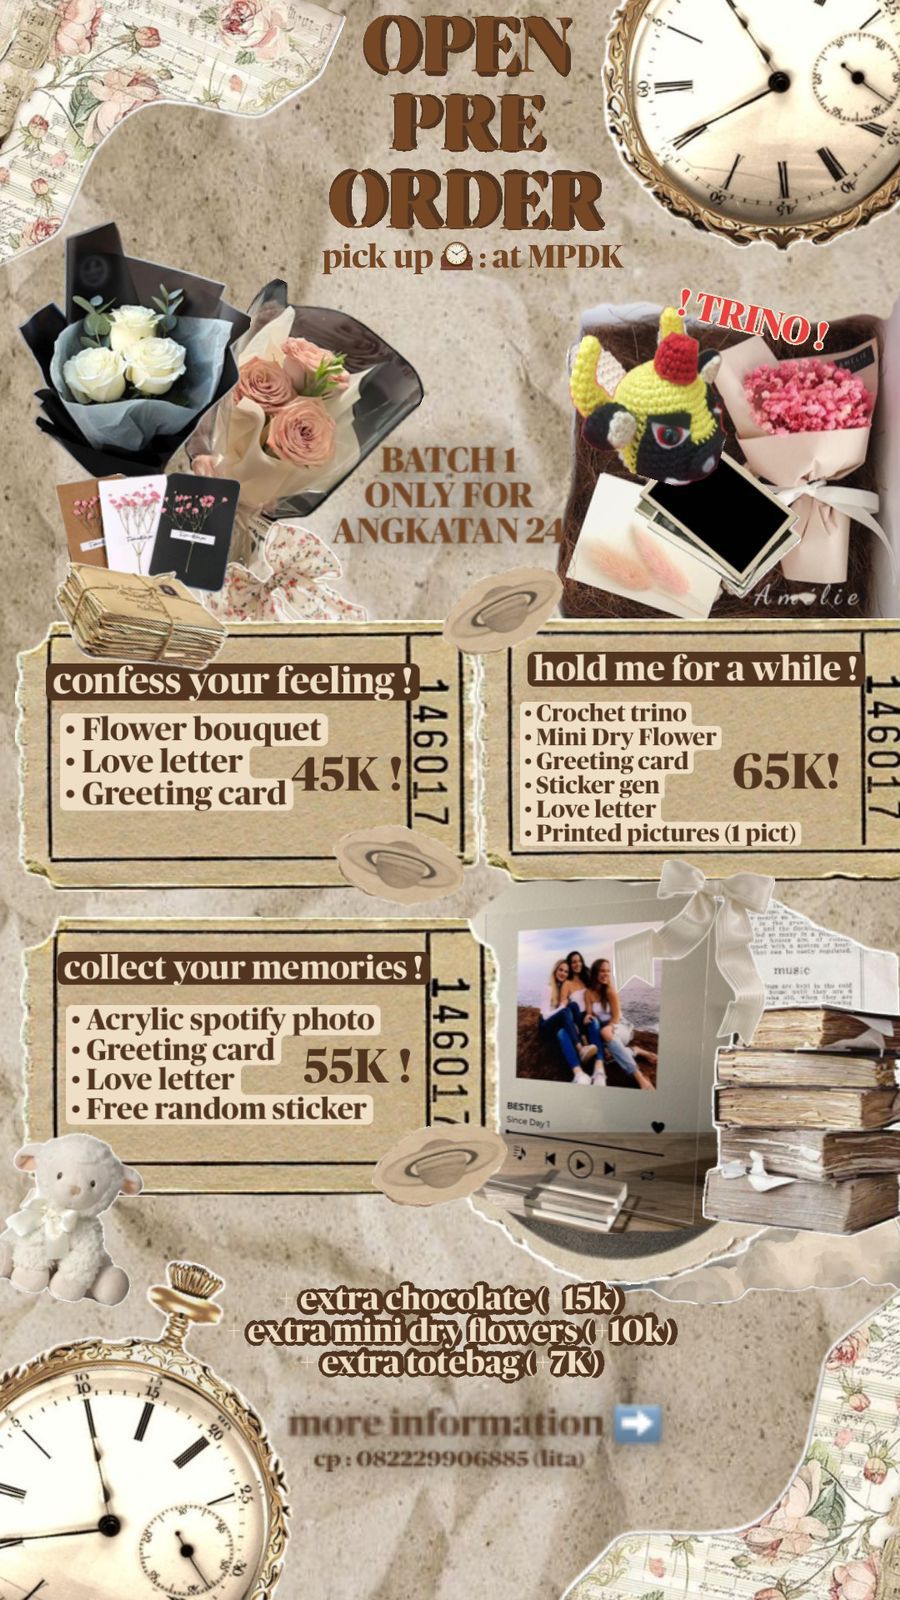 OPEN
PRE
ORDER
pick up 🕰 : at MPDK
! TRINO !
BATCH 1
ONLY FOR
ANGKATAN 24
Amélie
confess your feeling !
• Flower bouquet
• Love letter
• Greeting card
45K !
146017
hold me for a while !
• Crochet trino
• Mini Dry Flower
• Greeting card
• Sticker gen
• Love letter
• Printed pictures (1 pict)
65K!
146017
collect your memories !
• Acrylic spotify photo
• Greeting card
• Love letter
• Free random sticker
55K !
146017
BESTIES
Since Day 1
music
+ extra chocolate (+15k)
+ extra mini dry flowers (+10k)
+ extra totebag (+7K)
more information ➡
cp : 082229906885 (lita)